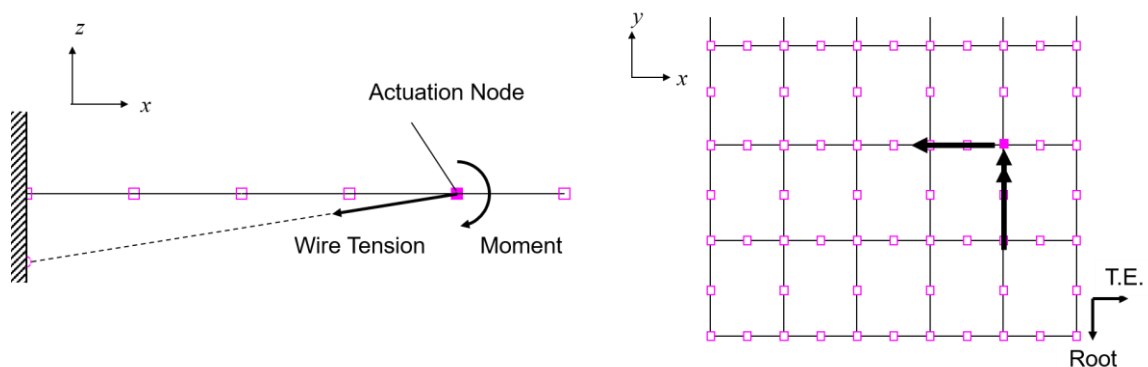 z
x
Actuation Node
Wire Tension
Moment
y
x
T.E.
Root